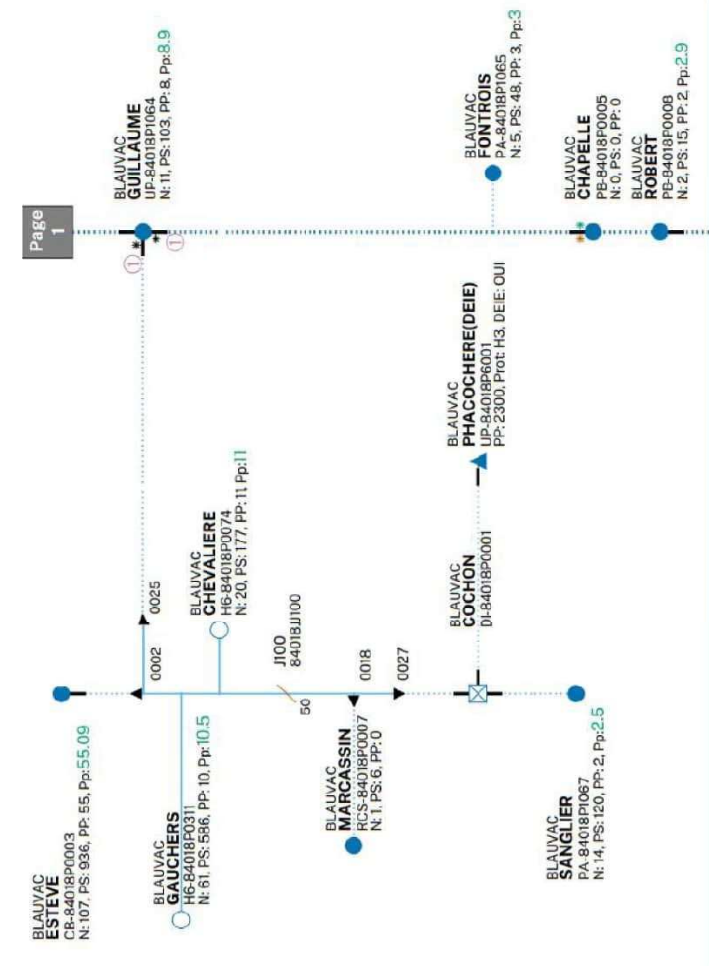 Page
1
BLAUVAC
GUILLAUME
UP-84018P1064
N: 11, PS: 103, PP: 8, Pp:8.9
1
*
*
1
BLAUVAC
FONTROIS
PA-84018P1065
N: 5, PS: 48, PP: 3, Pp:3
BLAUVAC
CHAPELLE
PB-84018P0005
N: 0, PS: 0, PP: 0
*
*
BLAUVAC
ROBERT
PB-84018P0008
N: 2, PS: 15, PP: 2, Pp:2.9
BLAUVAC
ESTEVE
CB-84018P0003
N: 107, PS: 936, PP: 55, Pp:55.09
0002
0025
BLAUVAC
GAUCHERS
H6-84018P0311
N: 61, PS: 586, PP: 10, Pp:10.5
BLAUVAC
CHEVALIERE
H6-84018P0074
N: 20, PS: 177, PP: 11 Pp:11
J100
84018JJ100
50
BLAUVAC
MARCASSIN
RCS-84018P0007
N: 1, PS: 6, PP: 0
0018
0027
BLAUVAC
COCHON
DI-84018P0001
BLAUVAC
PHACOCHERE(DEIE)
UP-84018P6001
PP: 2300, Prot: H3, DEIE: OUI
BLAUVAC
SANGLIER
PA-84018P1067
N: 14, PS: 120, PP: 2, Pp:2.5